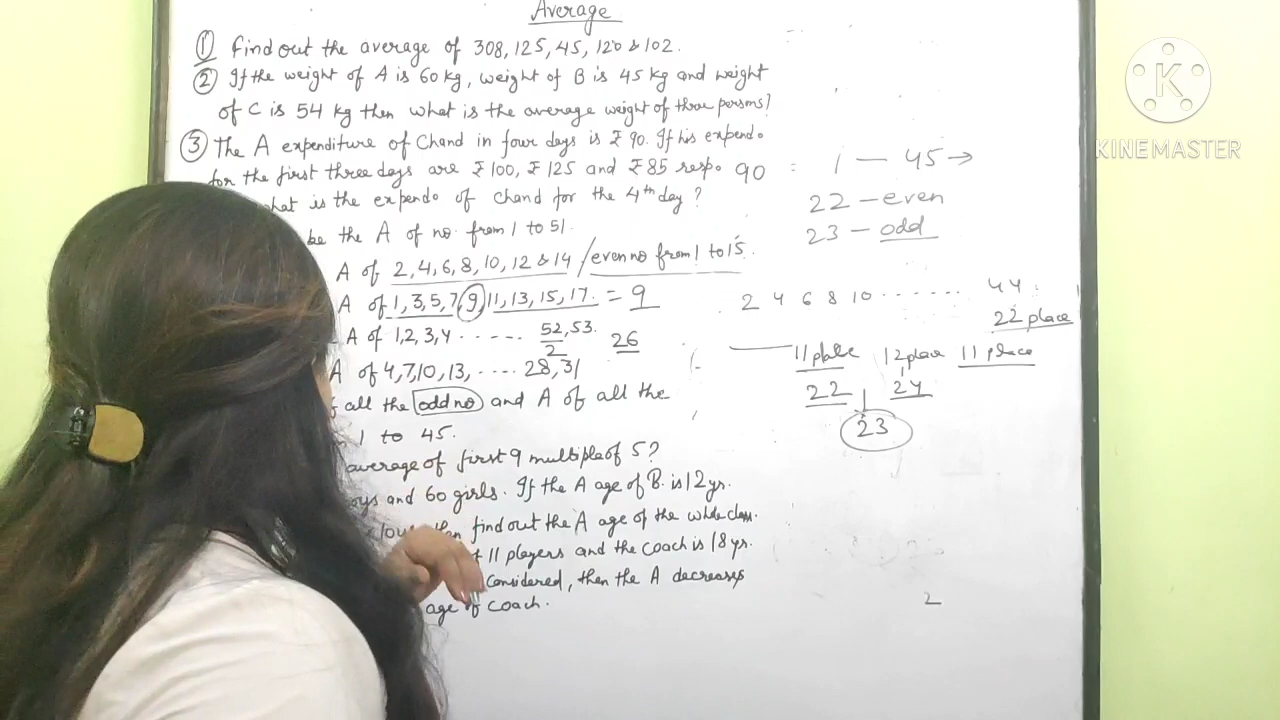 Average
① Find out the average of 308, 125, 45, 120 & 102.
② If the weight of A is 60 kg, weight of B is 45 kg and weight
of C is 54 kg then what is the average weight of three persons?
③ The A expenditure of Chand in four days is ₹ 90. If his expendo
for the first three days are ₹ 100, ₹ 125 and ₹ 85 respo
what is the expendo of Chand for the 4th day?
be the A of no. from 1 to 51.
A of 2, 4, 6, 8, 10, 12 & 14 / even no from 1 to 15.
A of 1, 3, 5, 7, 9, 11, 13, 15, 17. = 9
A of 1, 2, 3, 4 ...... 52, 53.
2
26
A of 4, 7, 10, 13, ..... 28, 31
all the odd no and A of all the
1 to 45.
average of first 9 multiple of 5?
and 60 girls. If the A age of B. is 12 yr.
find out the A age of the whole class.
11 players and the coach is 18 yr.
considered, then the A decreases
age of coach.
90 = 1 — 45 →
22 — even
23 — odd
2 4 6 8 10 ....... 44
22 place
11 place 12 place 11 place
22 24
23
2
K
KINEMASTER